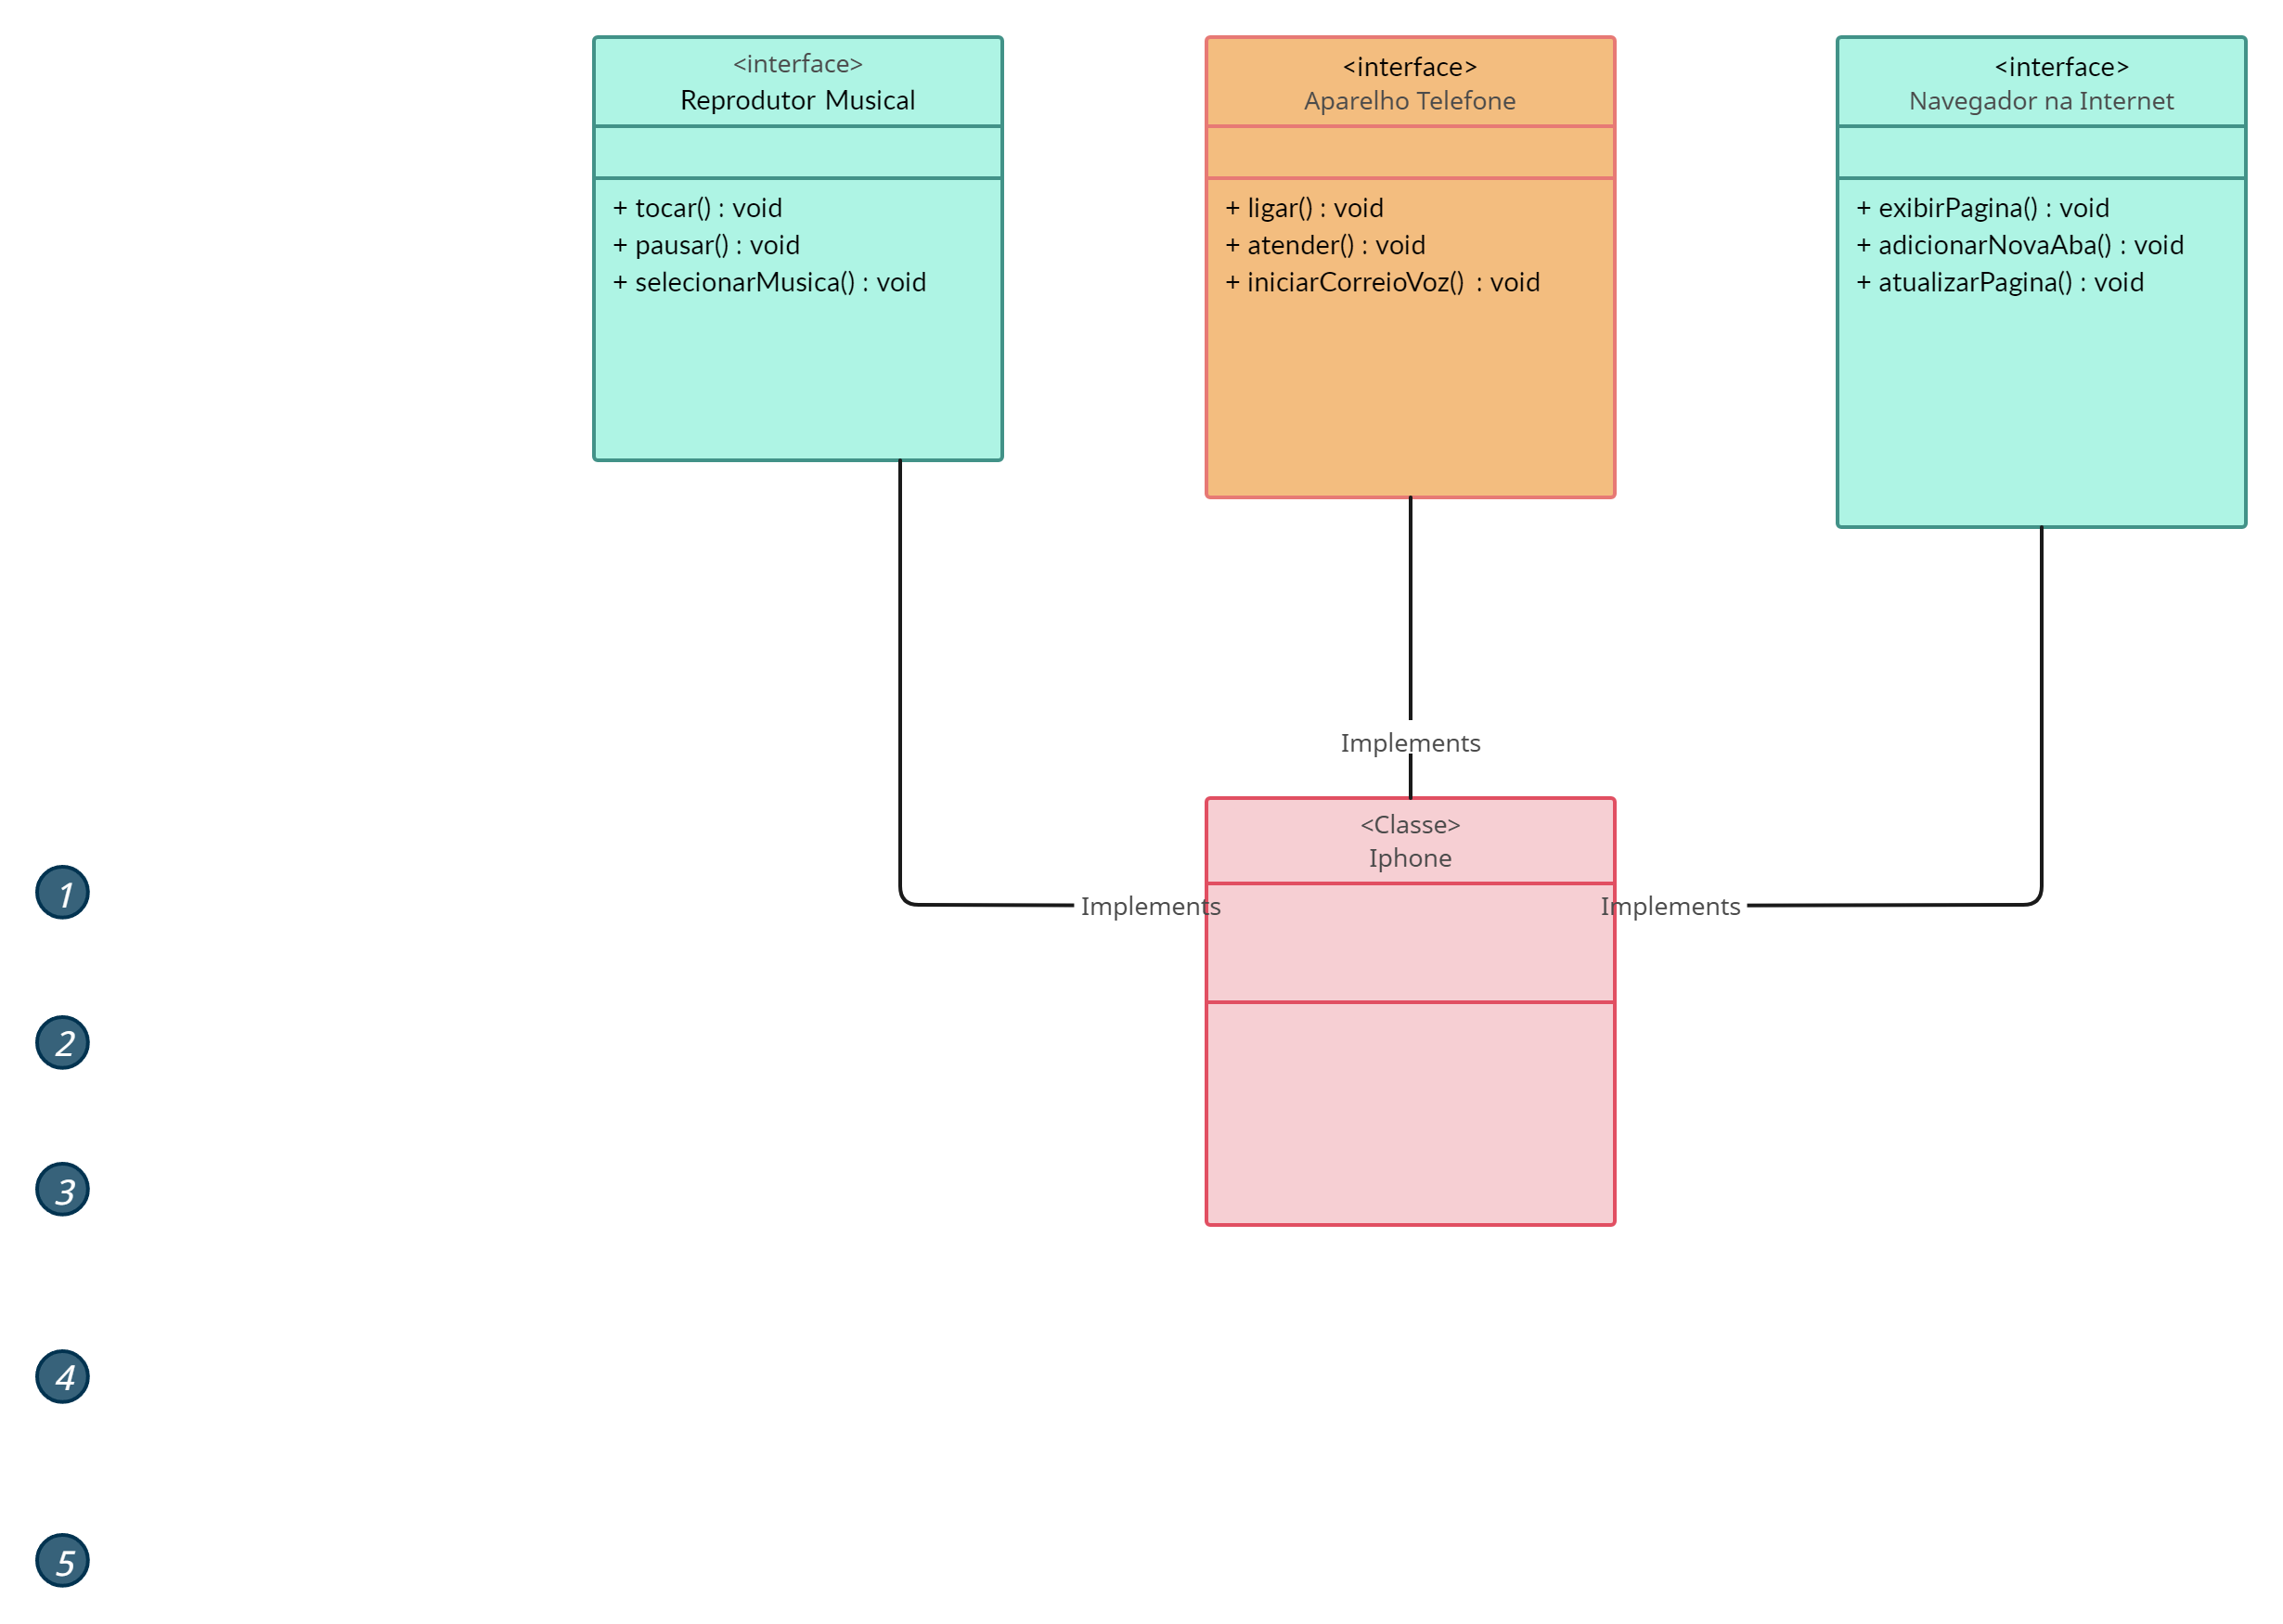 <interface>
Reprodutor Musical
+ tocar() : void
+ pausar() : void
+ selecionarMusica() : void
<interface>
Aparelho Telefone
+ ligar() : void
+ atender() : void
+ iniciarCorreioVoz() : void
<interface>
Navegador na Internet
+ exibirPagina() : void
+ adicionarNovaAba() : void
+ atualizarPagina() : void
Implements
<Classe>
Iphone
Implements
Implements
1
2
3
4
5